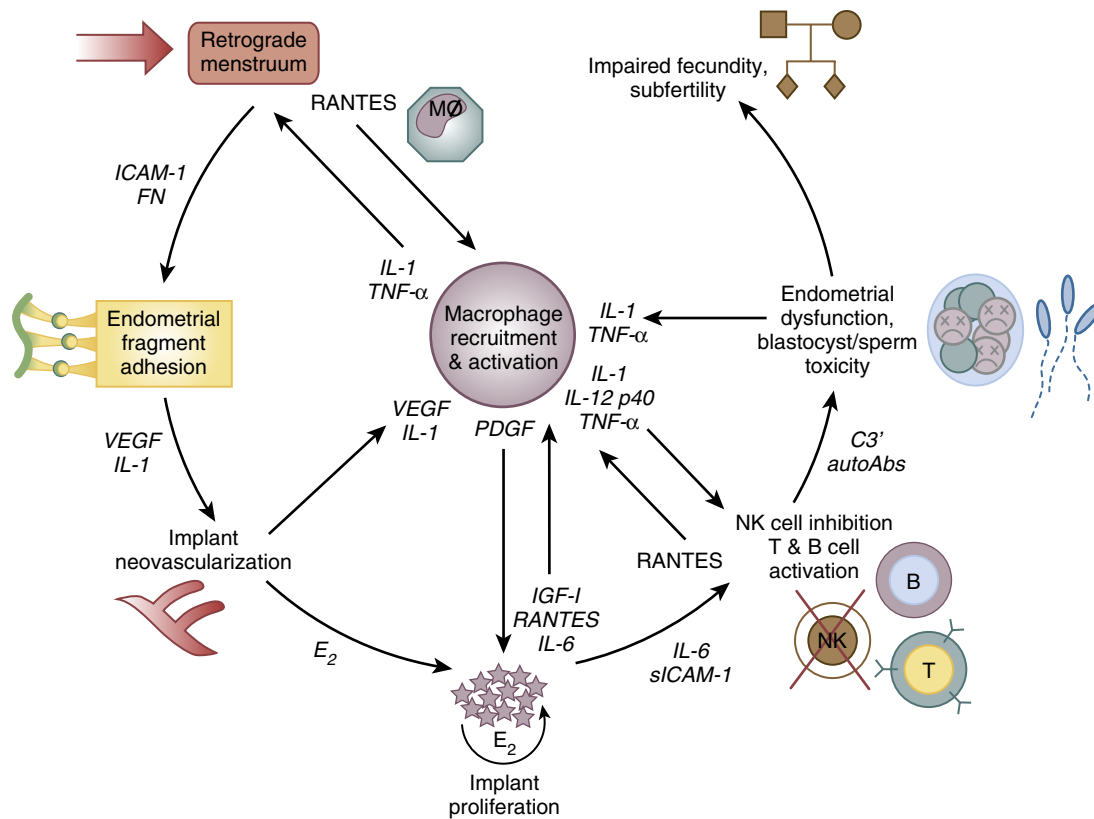 Retrograde
menstruum
RANTES
MØ
Impaired fecundity,
subfertility
ICAM-1
FN
IL-1
TNF-α
Endometrial
fragment
adhesion
Macrophage
recruitment
& activation
IL-1
TNF-α
Endometrial
dysfunction,
blastocyst/sperm
toxicity
IL-1
IL-12 p40
TNF-α
VEGF
IL-1
PDGF
VEGF
IL-1
C3'
autoAbs
Implant
neovascularization
RANTES
NK cell inhibition
T & B cell
activation
B
NK
T
IGF-I
RANTES
IL-6
E₂
IL-6
sICAM-1
E₂
Implant
proliferation